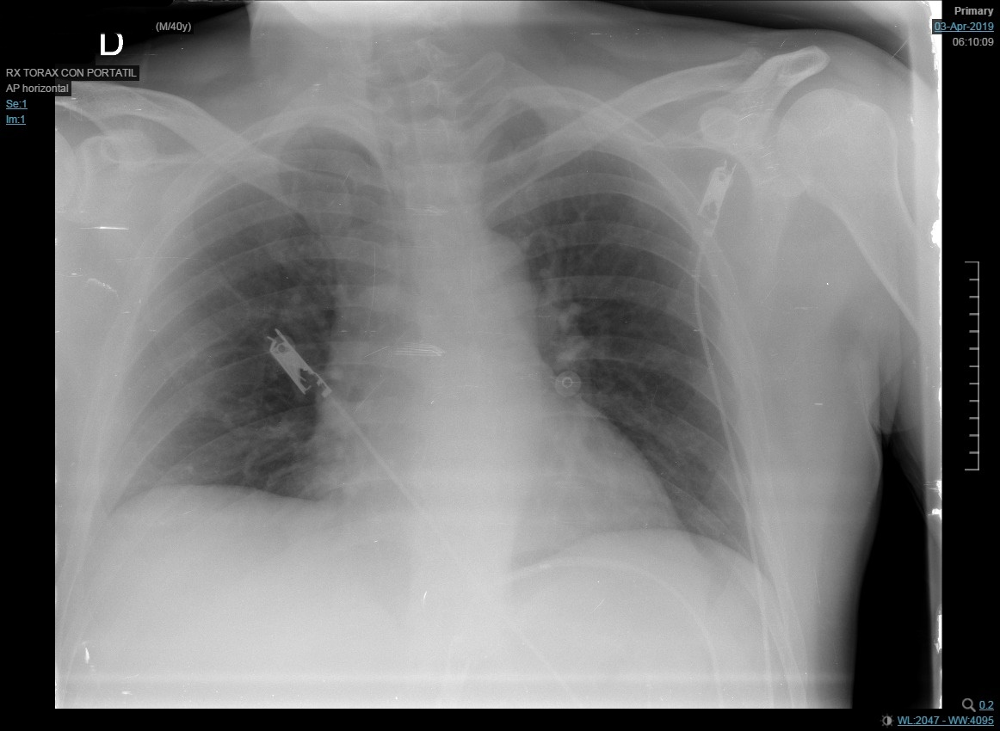 (M/40y)
D
RX TORAX CON PORTATIL
AP horizontal
Se:1
Im:1
Primary
03-Apr-2019
06:10:09
0.2
WL:2047 - WW:4095